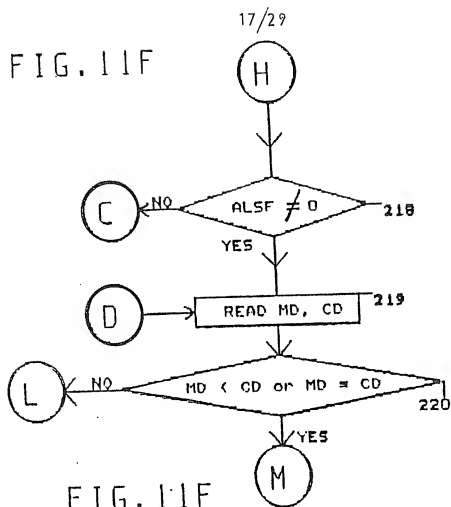 17/29
FIG. 11F
H
ALSF ≠ 0
218
NO
C
YES
D
READ MD, CD
219
MD < CD or MD = CD
220
NO
L
YES
M
FIG. 11F